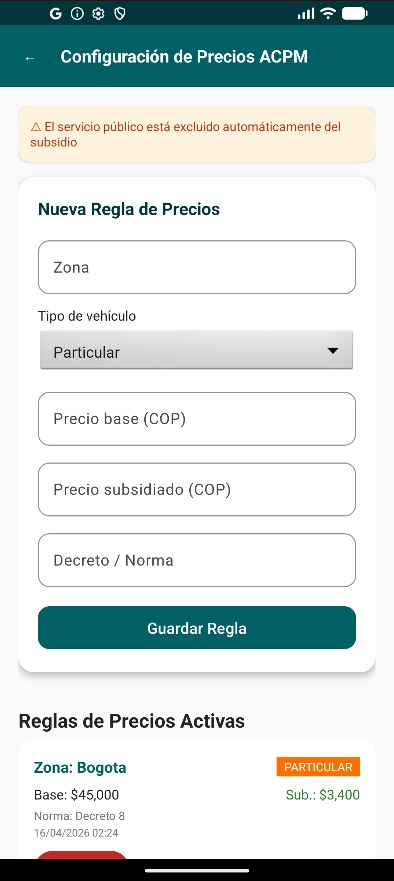 ← Configuración de Precios ACPM
⚠ El servicio público está excluido automáticamente del
subsidio
Nueva Regla de Precios
Zona
Tipo de vehículo
Particular
Precio base (COP)
Precio subsidiado (COP)
Decreto / Norma
Guardar Regla
Reglas de Precios Activas
Zona: Bogota PARTICULAR
Base: $45,000 Sub.: $3,400
Norma: Decreto 8
16/04/2026 02:24